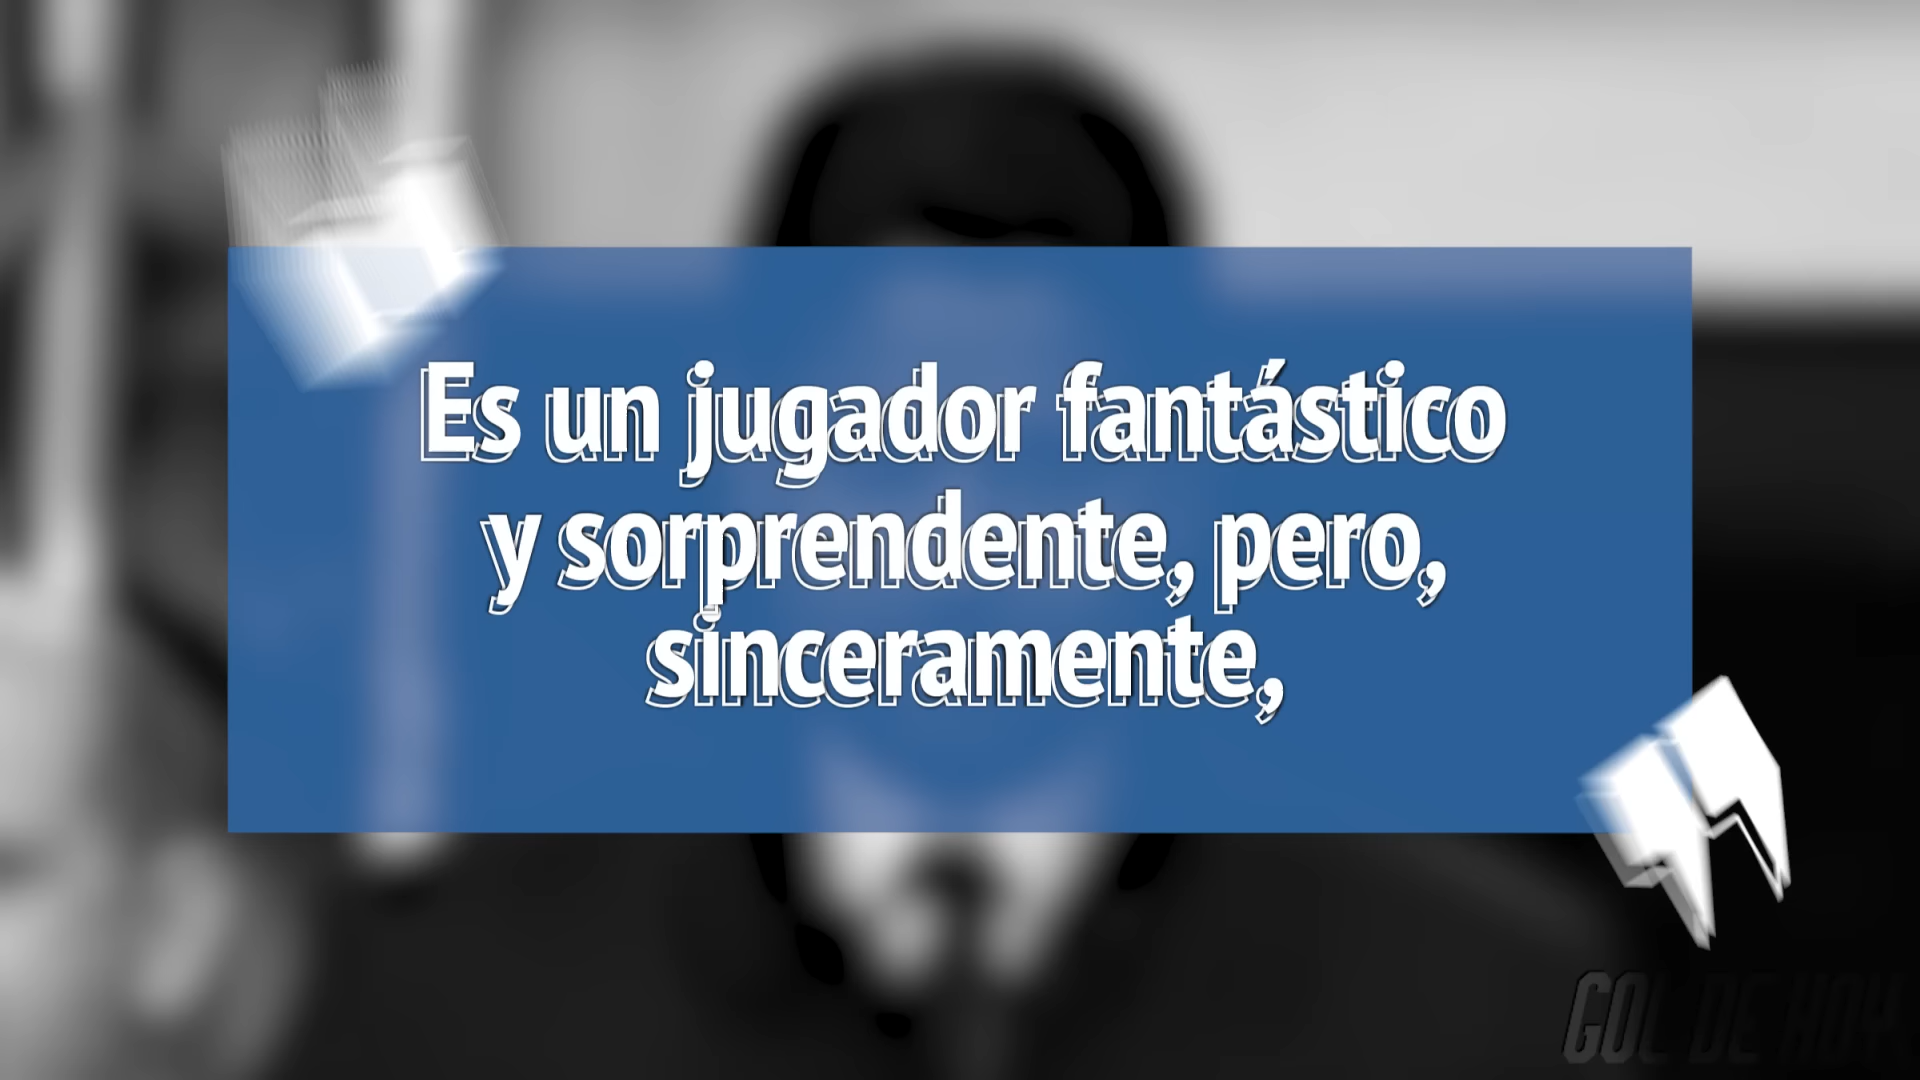 Es un jugador fantástico
y sorprendente, pero,
sinceramente,
GOL DE HOY